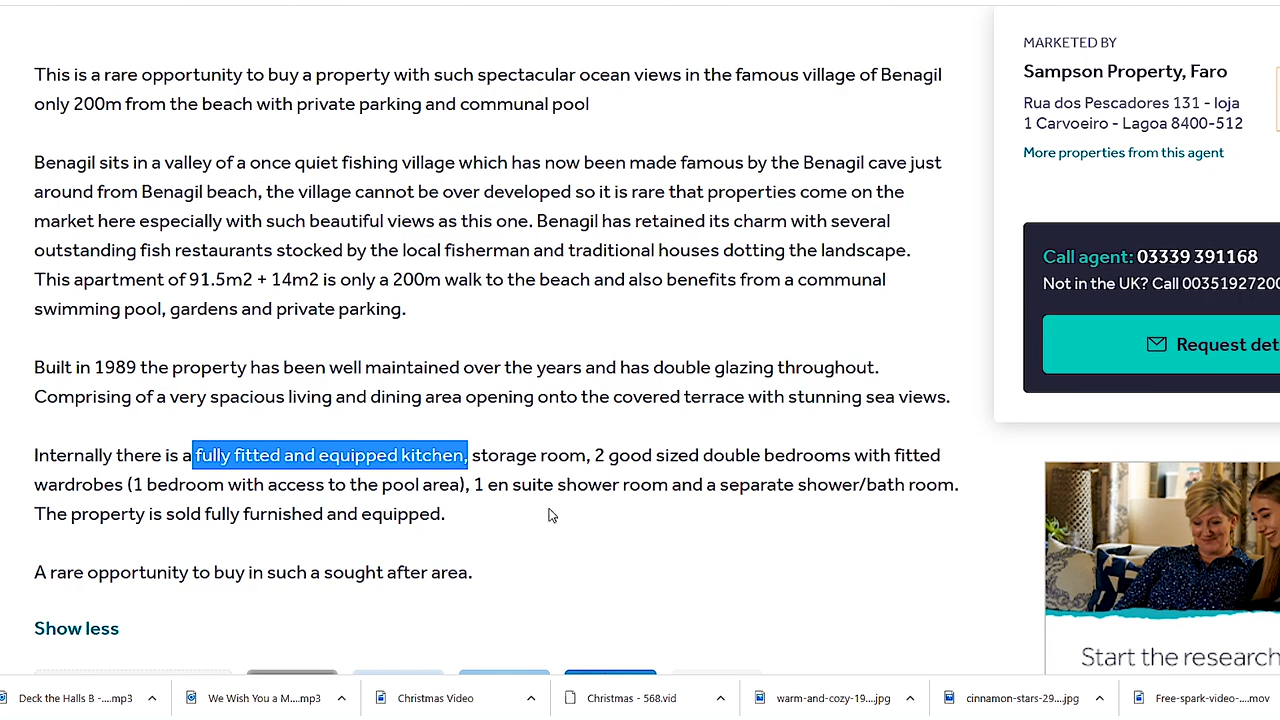 This is a rare opportunity to buy a property with such spectacular ocean views in the famous village of Benagil
only 200m from the beach with private parking and communal pool
Benagil sits in a valley of a once quiet fishing village which has now been made famous by the Benagil cave just
around from Benagil beach, the village cannot be over developed so it is rare that properties come on the
market here especially with such beautiful views as this one. Benagil has retained its charm with several
outstanding fish restaurants stocked by the local fisherman and traditional houses dotting the landscape.
This apartment of 91.5m2 + 14m2 is only a 200m walk to the beach and also benefits from a communal
swimming pool, gardens and private parking.
Built in 1989 the property has been well maintained over the years and has double glazing throughout.
Comprising of a very spacious living and dining area opening onto the covered terrace with stunning sea views.
Internally there is a fully fitted and equipped kitchen, storage room, 2 good sized double bedrooms with fitted
wardrobes (1 bedroom with access to the pool area), 1 en suite shower room and a separate shower/bath room.
The property is sold fully furnished and equipped.
A rare opportunity to buy in such a sought after area.
Show less
MARKETED BY
Sampson Property, Faro
Rua dos Pescadores 131 - loja
1 Carvoeiro - Lagoa 8400-512
More properties from this agent
Call agent: 03339 391168
Not in the UK? Call 0035192720
Request det
Start the research
Deck the Halls B -....mp3
We Wish You a M....mp3
Christmas Video
Christmas - 568.vid
warm-and-cozy-19....jpg
cinnamon-stars-29....jpg
Free-spark-video-....mov